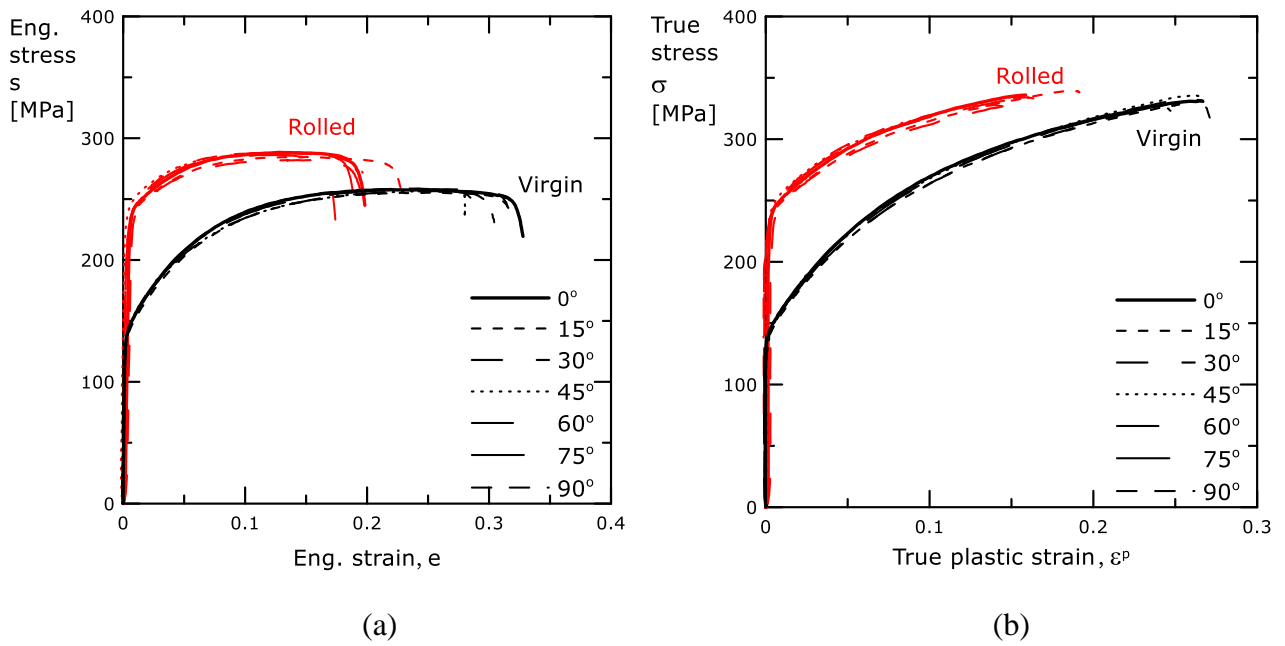 Eng.
stress
s
[MPa]
400
300
200
100
0
Rolled
Virgin
0°
15°
30°
45°
60°
75°
90°
0
0.1
0.2
0.3
0.4
Eng. strain, e
(a)
True
stress
σ
[MPa]
400
300
200
100
0
Rolled
Virgin
0°
15°
30°
45°
60°
75°
90°
0
0.1
0.2
0.3
True plastic strain, εᵖ
(b)